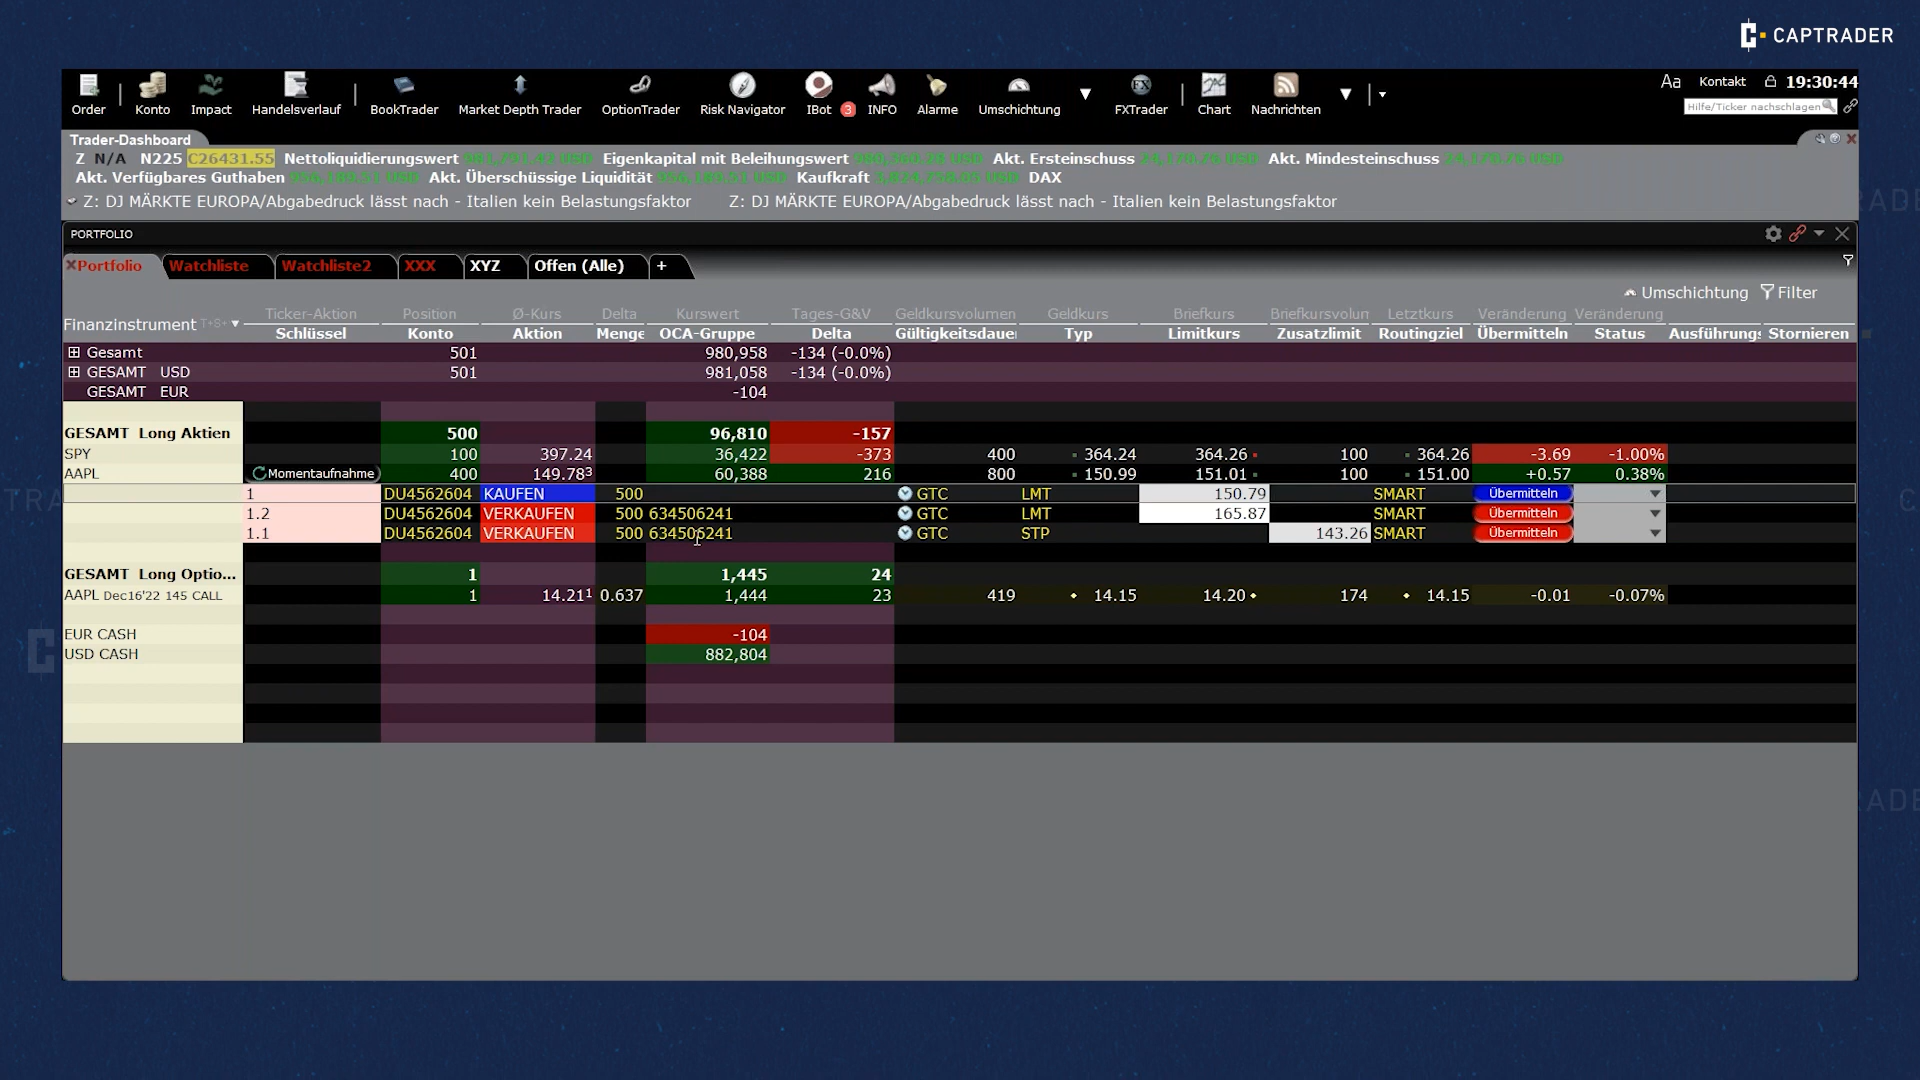 CAPTRADER
Order Konto Impact Handelsverlauf BookTrader Market Depth Trader OptionTrader Risk Navigator IBot 3 INFO Alarme Umschichtung FXTrader Chart Nachrichten Aa Kontakt 19:30:44
Hilfe/Ticker nachschlagen
Trader-Dashboard
Z N/A N225 C26431.55 Nettoliquidierungswert Eigenkapital mit Beleihungswert Akt. Ersteinschuss Akt. Mindesteinschuss
Akt. Verfügbares Guthaben Akt. Überschüssige Liquidität Kaufkraft DAX
Z: DJ MÄRKTE EUROPA/Abgabedruck lässt nach - Italien kein Belastungsfaktor Z: DJ MÄRKTE EUROPA/Abgabedruck lässt nach - Italien kein Belastungsfaktor
PORTFOLIO
Portfolio Watchliste Watchliste2 XXX XYZ Offen (Alle) +
Umschichtung Filter
Finanzinstrument Ticker-Aktion Position Ø-Kurs Delta Kurswert Tages-G&V Geldkursvolumen Geldkurs Briefkurs Briefkursvolun Letztkurs Veränderung Veränderung
Schlüssel Konto Aktion Menge OCA-Gruppe Delta Gültigkeitsdaue Typ Limitkurs Zusatzlimit Routingziel Übermitteln Status Ausführungs Stornieren
Gesamt 501 980,958 -134 (-0.0%)
GESAMT USD 501 981,058 -134 (-0.0%)
GESAMT EUR -104
GESAMT Long Aktien 500 96,810 -157
SPY 100 397.24 36,422 -373 400 364.24 364.26 100 364.26 -3.69 -1.00%
AAPL Momentaufnahme 400 149.78³ 60,388 216 800 150.99 151.01 100 151.00 +0.57 0.38%
1 DU4562604 KAUFEN 500 GTC LMT 150.79 SMART Übermitteln
1.2 DU4562604 VERKAUFEN 500 634506241 GTC LMT 165.87 SMART Übermitteln
1.1 DU4562604 VERKAUFEN 500 634506241 GTC STP 143.26 SMART Übermitteln
GESAMT Long Optio... 1 1,445 24
AAPL Dec16'22 145 CALL 1 14.21¹ 0.637 1,444 23 419 14.15 14.20 174 14.15 -0.01 -0.07%
EUR CASH -104
USD CASH 882,804